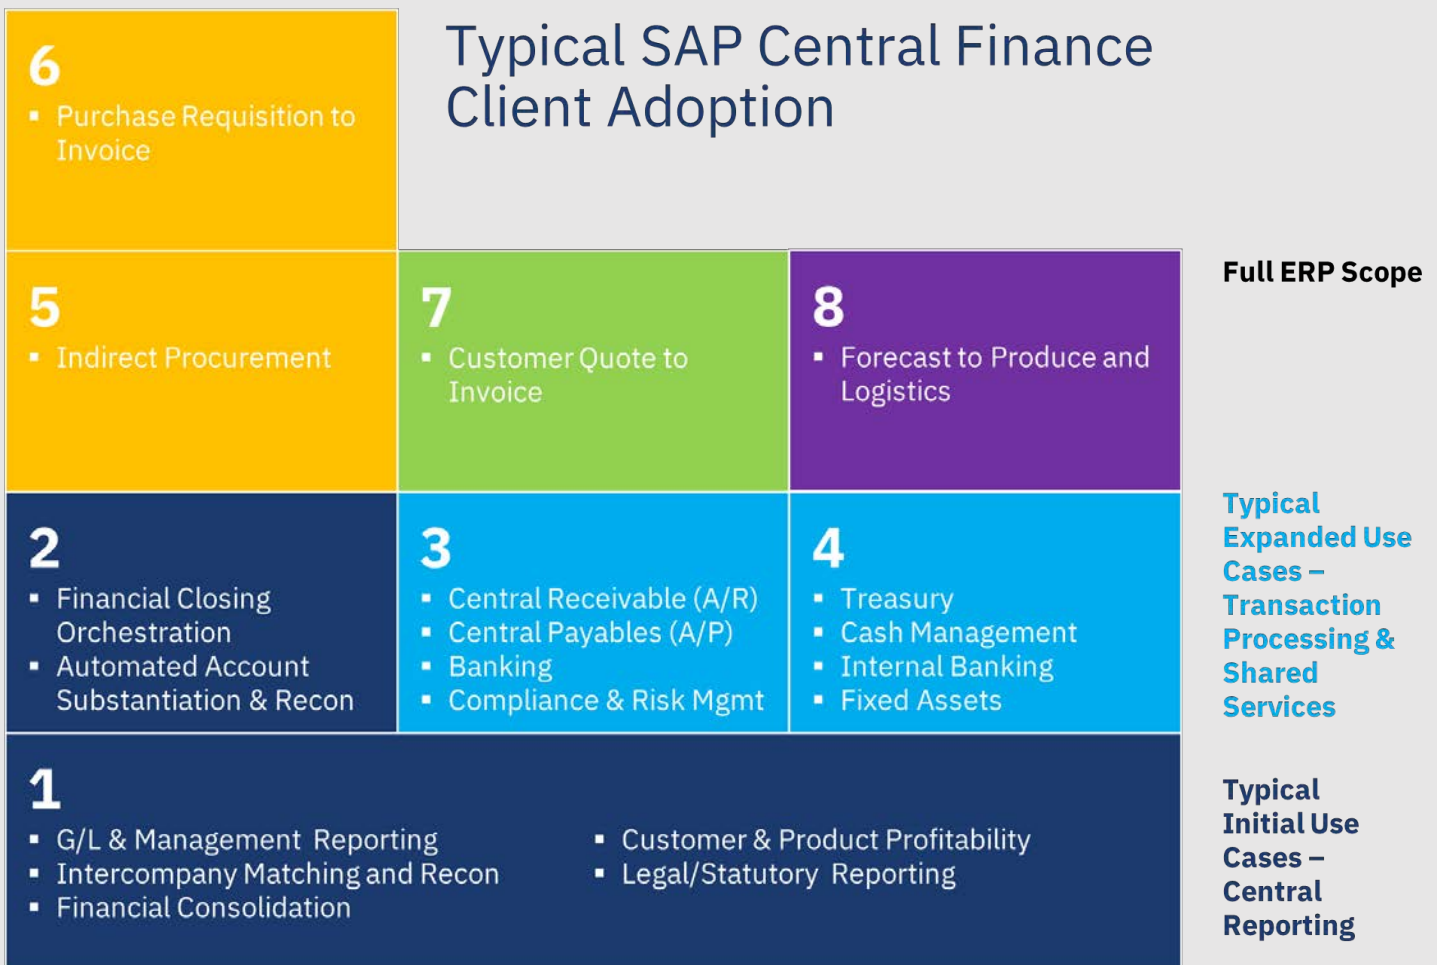 Typical SAP Central Finance
Client Adoption
6
▪ Purchase Requisition to
Invoice
5
▪ Indirect Procurement
7
▪ Customer Quote to
Invoice
8
▪ Forecast to Produce and
Logistics
Full ERP Scope
2
▪ Financial Closing
Orchestration
▪ Automated Account
Substantiation & Recon
3
▪ Central Receivable (A/R)
▪ Central Payables (A/P)
▪ Banking
▪ Compliance & Risk Mgmt
4
▪ Treasury
▪ Cash Management
▪ Internal Banking
▪ Fixed Assets
Typical
Expanded Use
Cases –
Transaction
Processing &
Shared
Services
1
▪ G/L & Management Reporting
▪ Intercompany Matching and Recon
▪ Financial Consolidation
▪ Customer & Product Profitability
▪ Legal/Statutory Reporting
Typical
Initial Use
Cases –
Central
Reporting